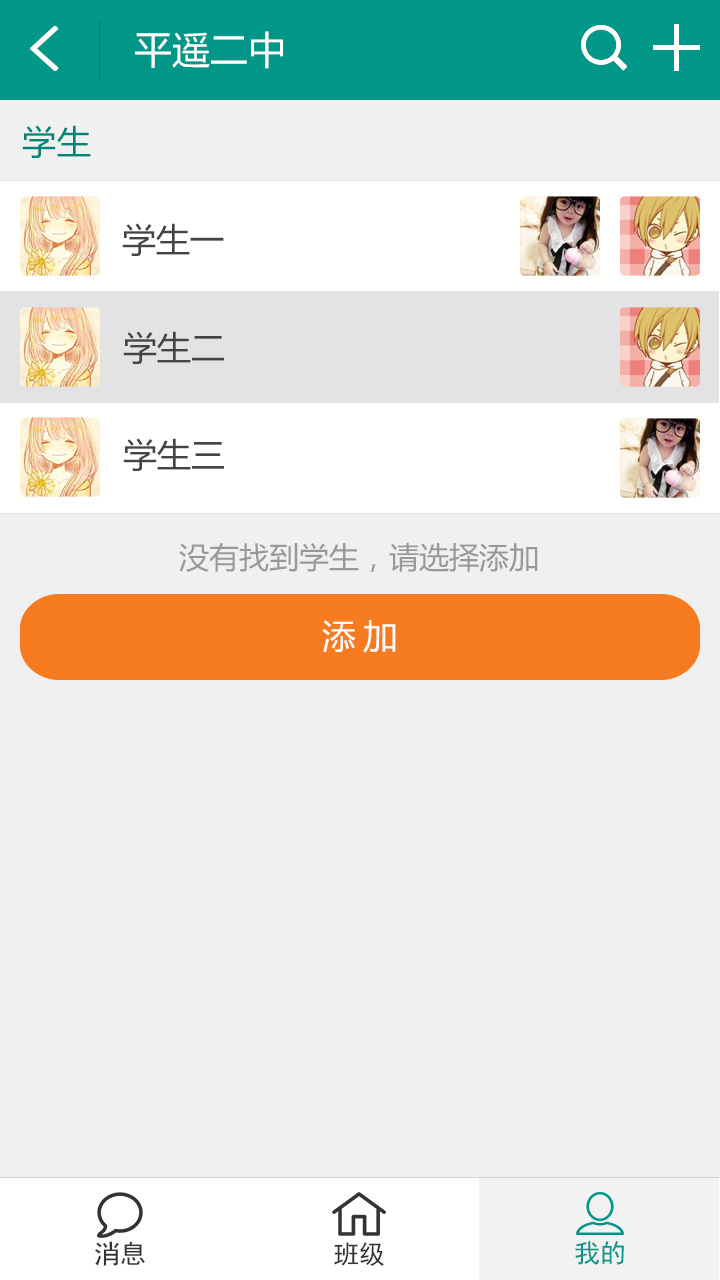 平遥二中
学生
学生一
学生二
学生三
没有找到学生，请选择添加
添加
消息
班级
我的